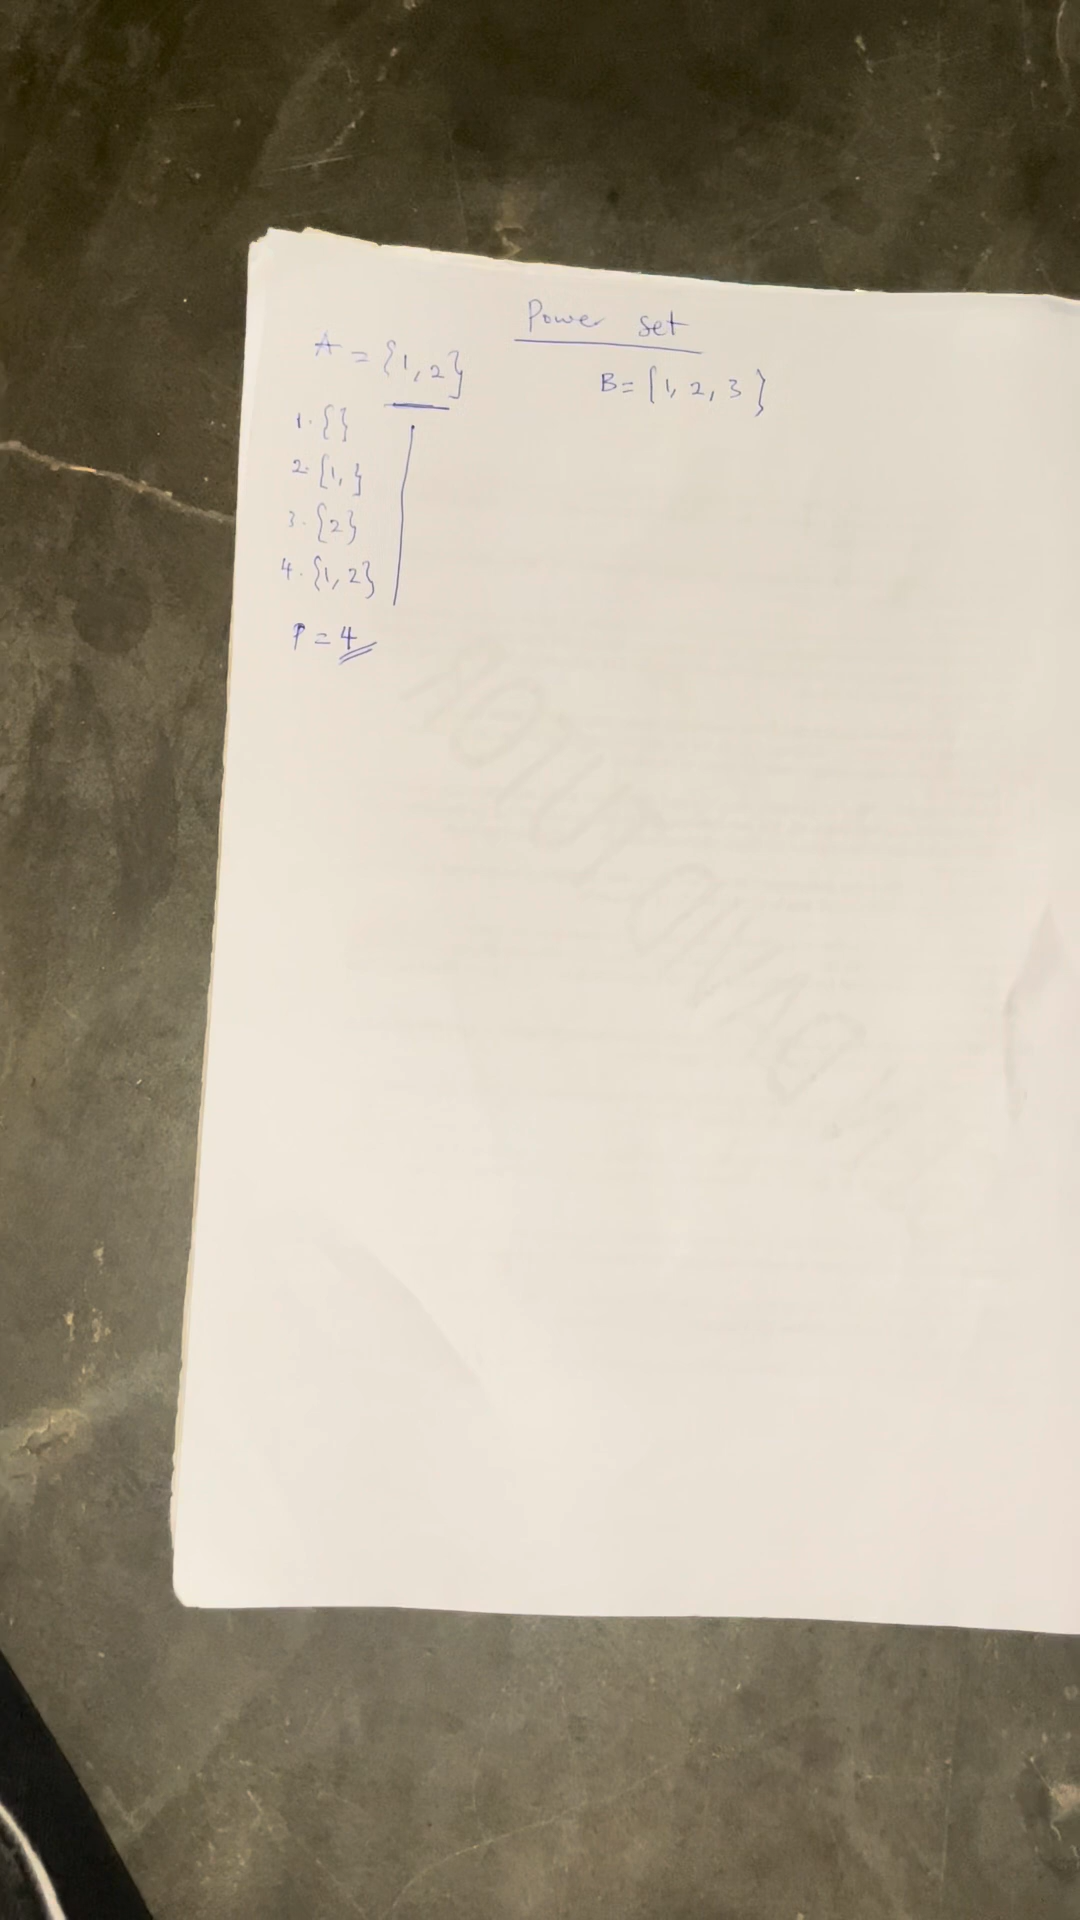 Power set
A = {1, 2}
B = {1, 2, 3}
1. {}
2. {1, }
3. {2}
4. {1, 2}
P = 4